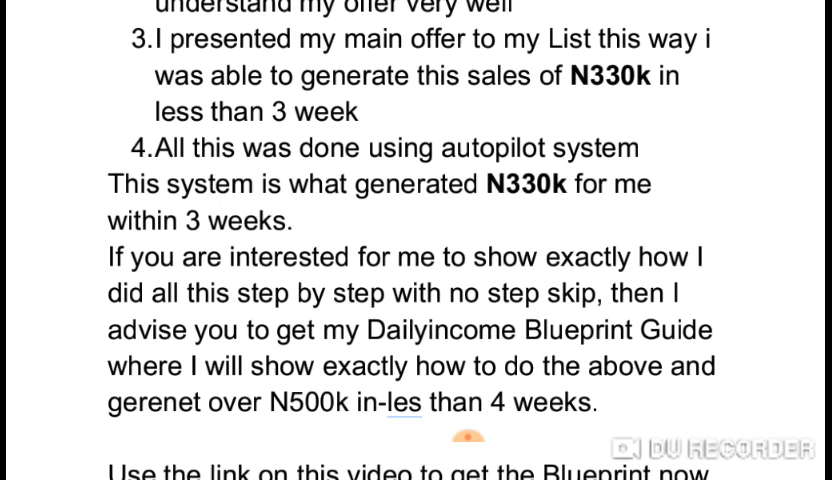 understand my offer very well
3.I presented my main offer to my List this way i
was able to generate this sales of N330k in
less than 3 week
4.All this was done using autopilot system
This system is what generated N330k for me
within 3 weeks.
If you are interested for me to show exactly how I
did all this step by step with no step skip, then I
advise you to get my Dailyincome Blueprint Guide
where I will show exactly how to do the above and
gerenet over N500k in-les than 4 weeks.
DU RECORDER
Use the link on this video to get the Blueprint now